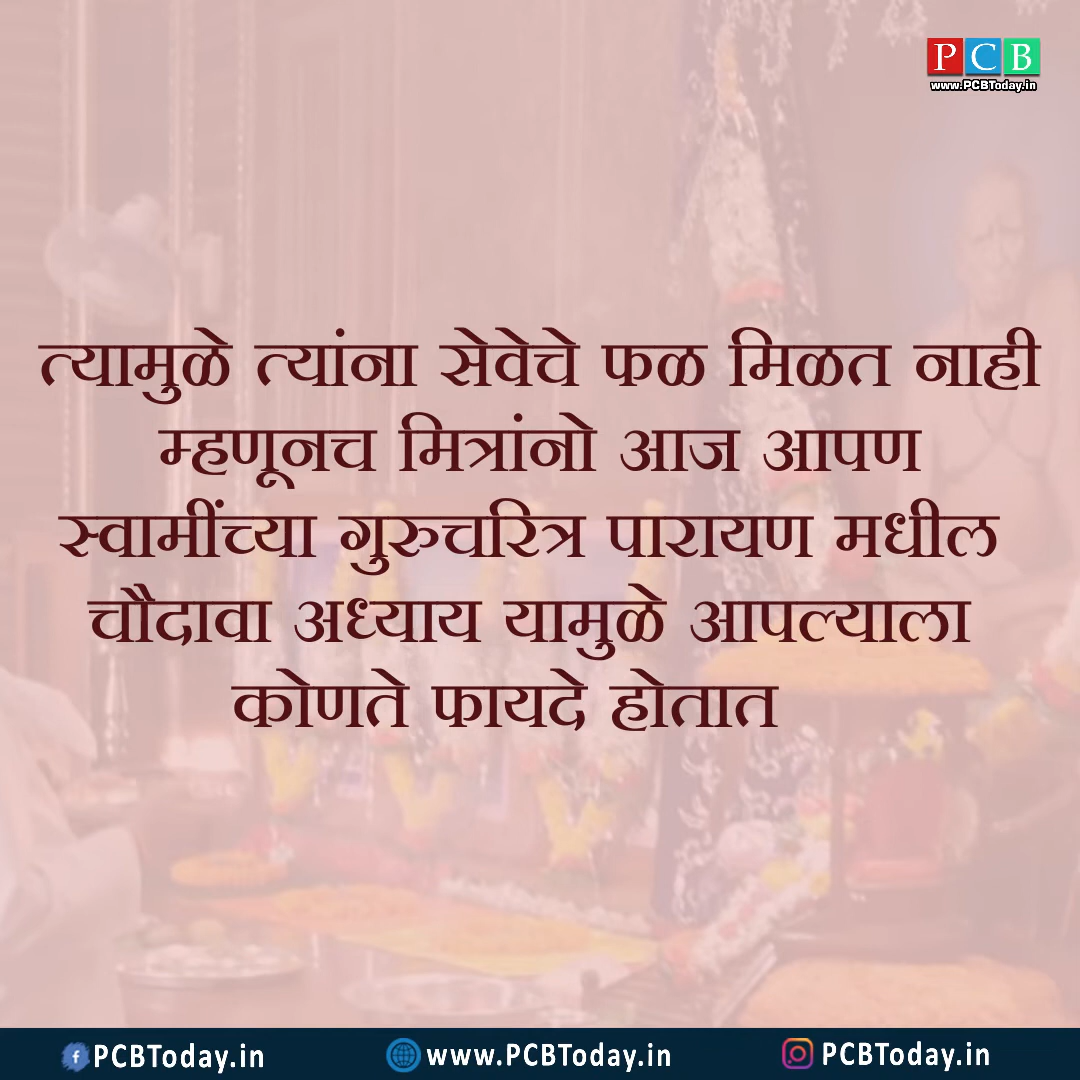 P C B
www.PCBToday.in
त्यामुळे त्यांना सेवेचे फळ मिळत नाही
म्हणूनच मित्रांनो आज आपण
स्वामींच्या गुरुचरित्र पारायण मधील
चौदावा अध्याय यामुळे आपल्याला
कोणते फायदे होतात
PCBToday.in www.PCBToday.in PCBToday.in